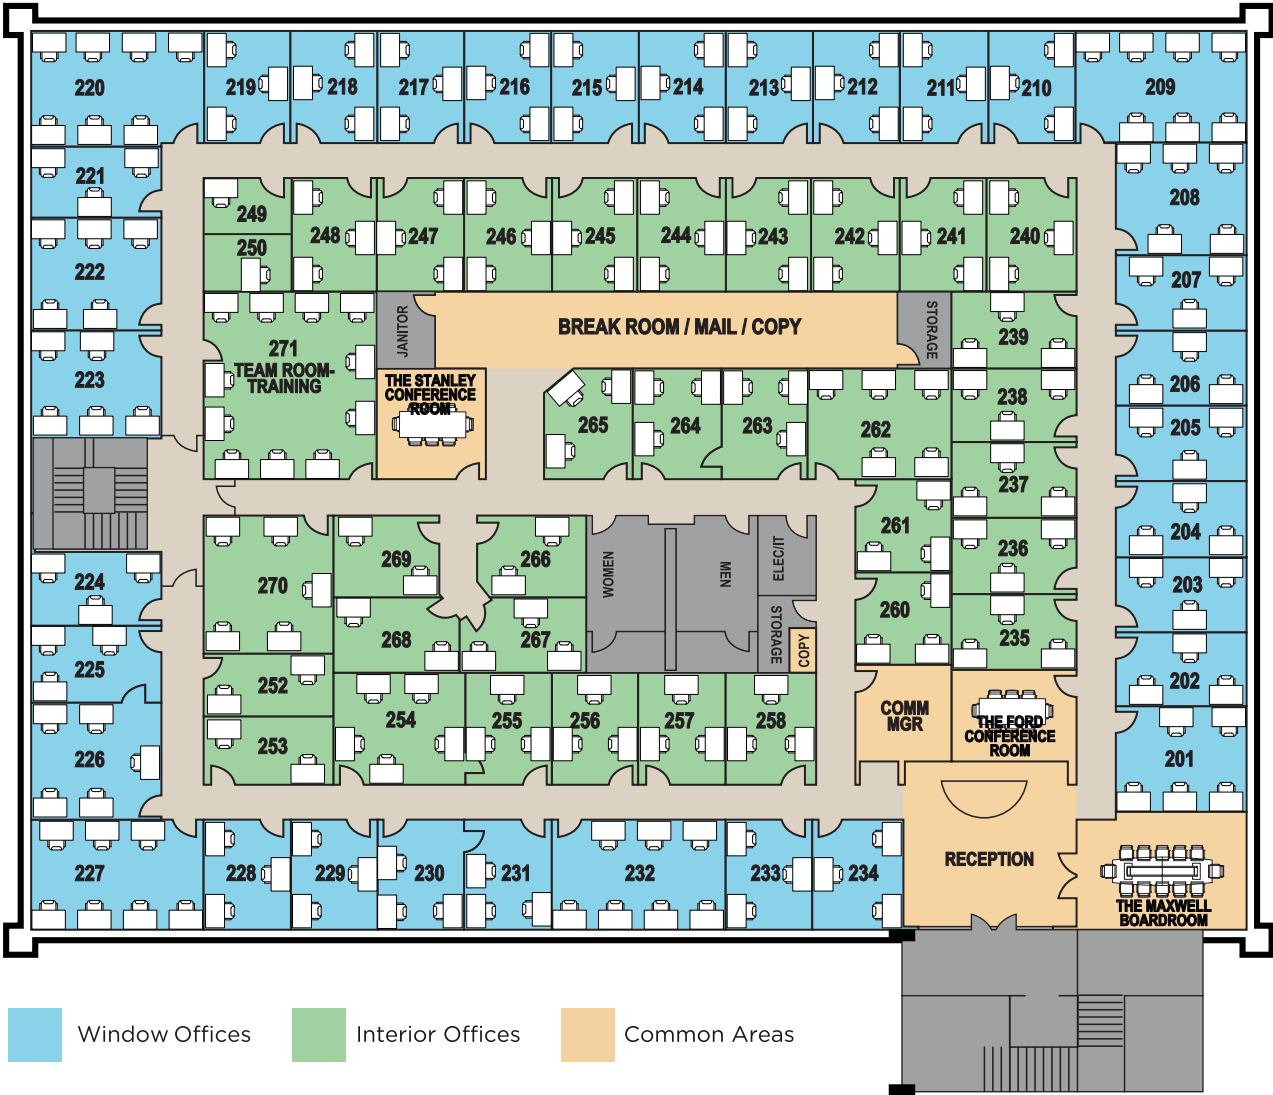 220
219
218
217
216
215
214
213
212
211
210
209
221
249
250
248
247
246
245
244
243
242
241
240
208
222
207
271
TEAM ROOM-
TRAINING
JANITOR
BREAK ROOM / MAIL / COPY
STORAGE
239
223
THE STANLEY
CONFERENCE
ROOM
265
264
263
262
238
206
205
261
237
204
224
270
269
266
WOMEN
MEN
ELEC/IT
236
203
268
267
STORAGE
COPY
260
235
225
252
202
226
253
254
255
256
257
258
COMM
MGR
THE FORD
CONFERENCE
ROOM
201
227
228
229
230
231
232
233
234
RECEPTION
THE MAXWELL
BOARDROOM
Window Offices
Interior Offices
Common Areas